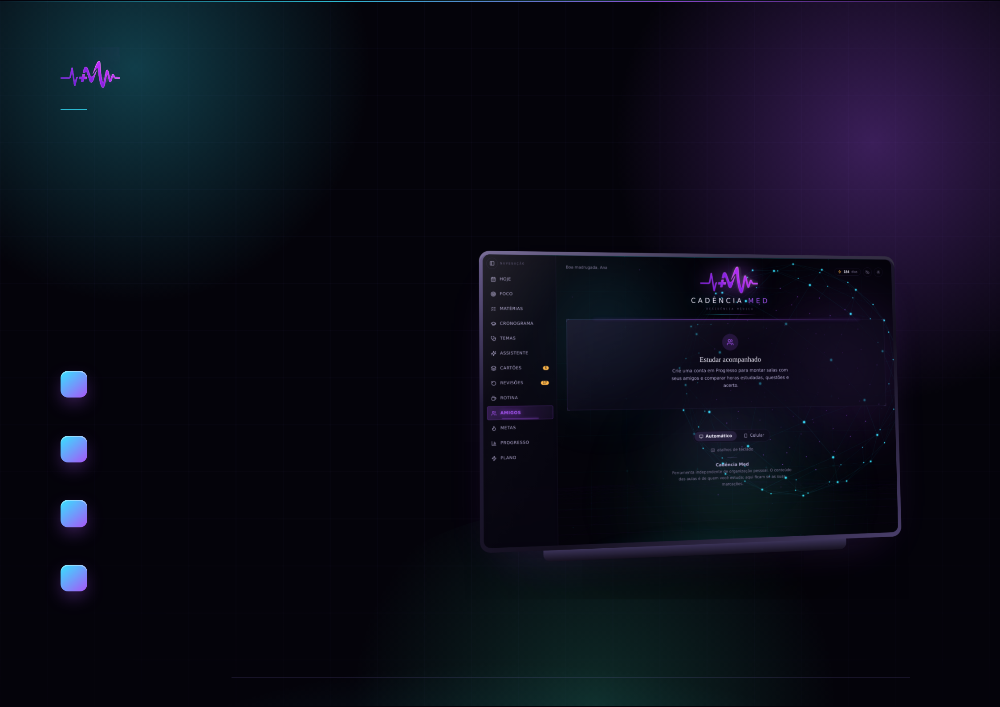 NAVEGAÇÃO
HOJE
FOCO
MATÉRIAS
CRONOGRAMA
TEMAS
ASSISTENTE
CARTÕES 5
REVISÕES 17
ROTINA
AMIGOS
METAS
PROGRESSO
PLANO
Boa madrugada, Ana
184 dias
CADÊNCIA MED
RESIDÊNCIA MÉDICA
Estudar acompanhado
Crie uma conta em Progresso para montar salas com
seus amigos e comparar horas estudadas, questões e
acerto.
Automático Celular
atalhos de teclado
Cadência Med
Ferramenta independente de organização pessoal. O conteúdo
das aulas é de quem você estuda; aqui ficam só as suas
marcações.